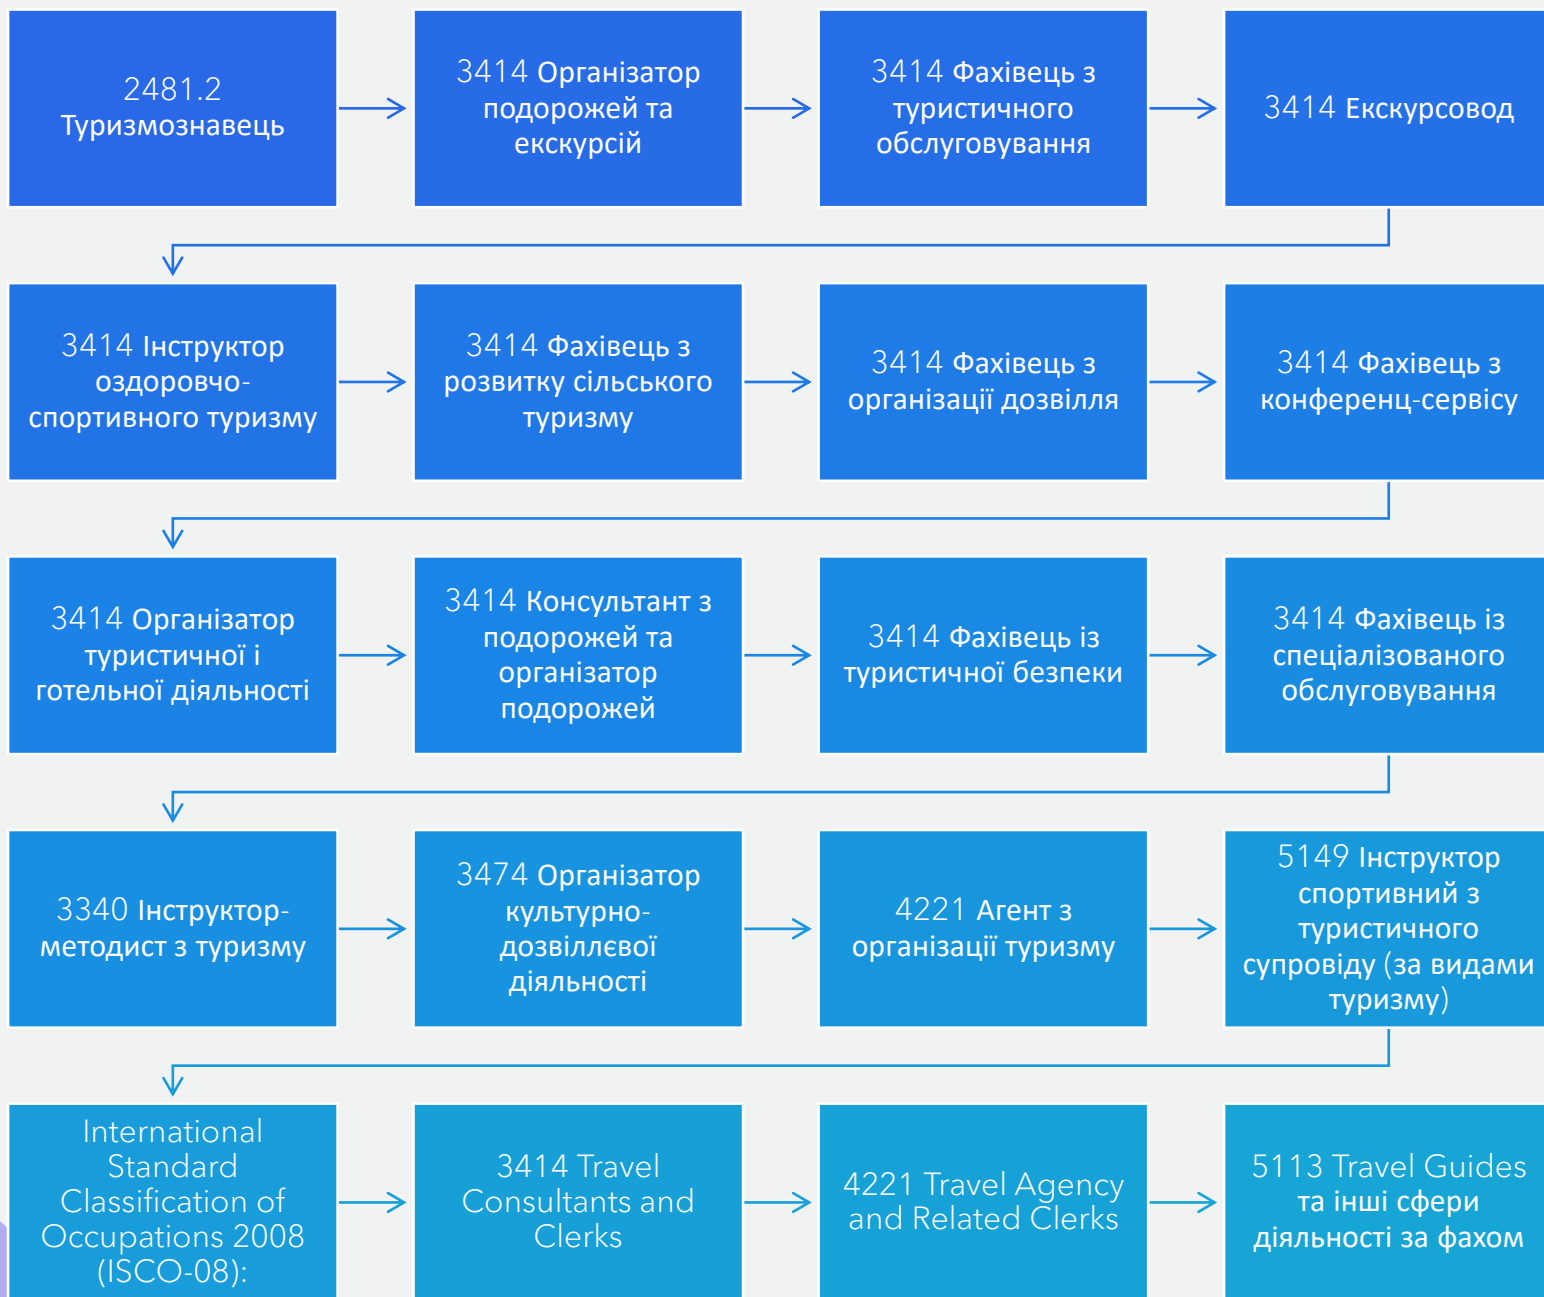 2481.2
Туризмознавець
3414 Організатор
подорожей та
екскурсій
3414 Фахівець з
туристичного
обслуговування
3414 Екскурсовод
3414 Інструктор
оздоровчо-
спортивного туризму
3414 Фахівець з
розвитку сільського
туризму
3414 Фахівець з
організації дозвілля
3414 Фахівець з
конференц-сервісу
3414 Організатор
туристичної і
готельної діяльності
3414 Консультант з
подорожей та
організатор
подорожей
3414 Фахівець із
туристичної безпеки
3414 Фахівець із
спеціалізованого
обслуговування
3340 Інструктор-
методист з туризму
3474 Організатор
культурно-
дозвіллєвої
діяльності
4221 Агент з
організації туризму
5149 Інструктор
спортивний з
туристичного
супровіду (за видами
туризму)
International
Standard
Classification of
Occupations 2008
(ISCO-08):
3414 Travel
Consultants and
Clerks
4221 Travel Agency
and Related Clerks
5113 Travel Guides
та інші сфери
діяльності за фахом